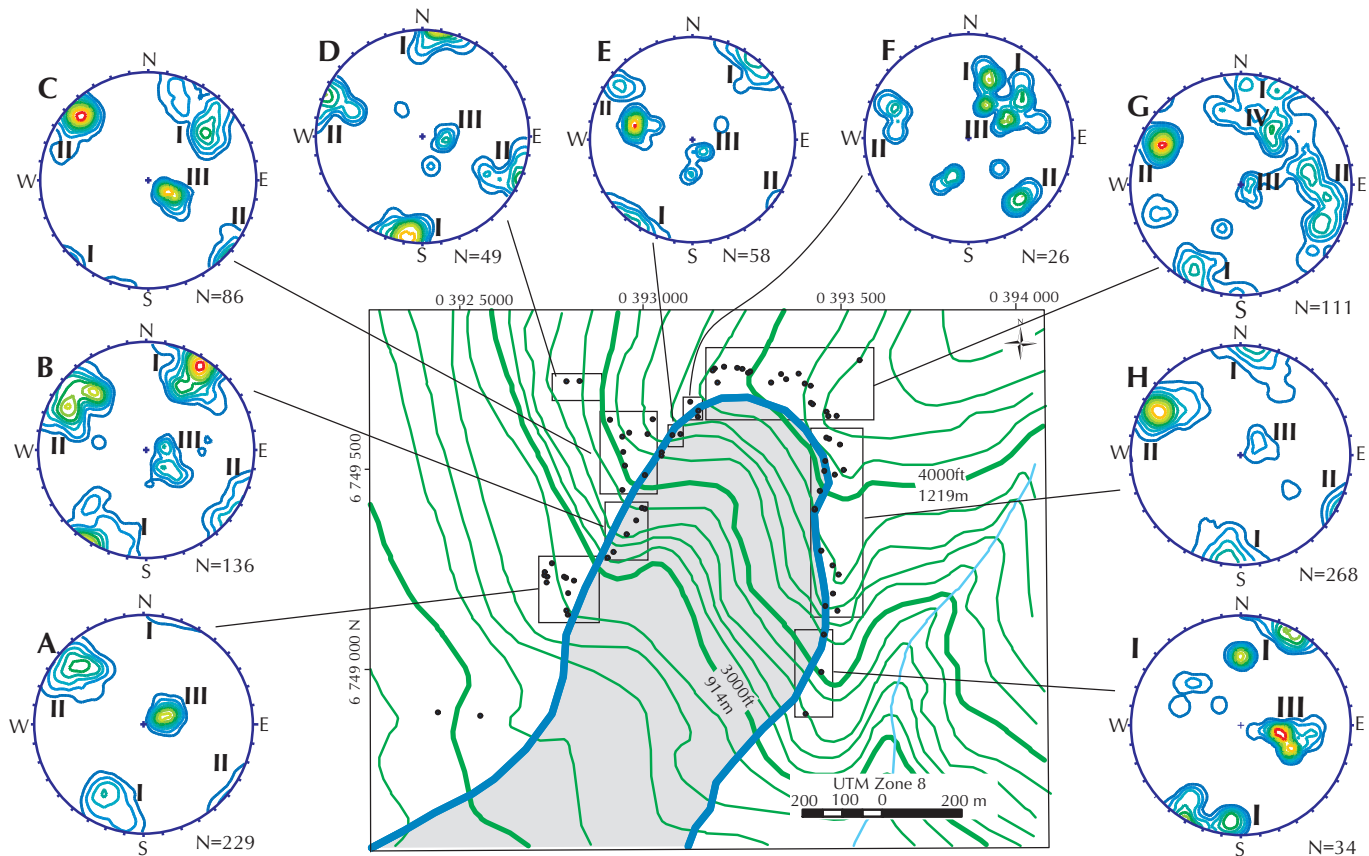 D
N
I
W
E
II
III
II
I
S
N=49
E
N
I
II
W
E
III
II
S
N=58
F
N
I
I
W
E
II
III
II
S
N=26
C
N
I
II
W
E
III
II
I
S
N=86
G
N
I
IV
W
E
II
III
II
I
S
N=111
B
N
I
W
E
II
III
II
I
S
N=136
0 392 5000
0 393 000
0 393 500
0 394 000
N
6 749 500
6 749 000 N
4000ft
1219m
3000ft
914m
UTM Zone 8
200
100
0
200 m
H
N
I
W
E
II
III
II
I
S
N=268
A
N
I
W
E
II
III
II
I
S
N=229
I
N
I
W
E
III
I
S
N=34